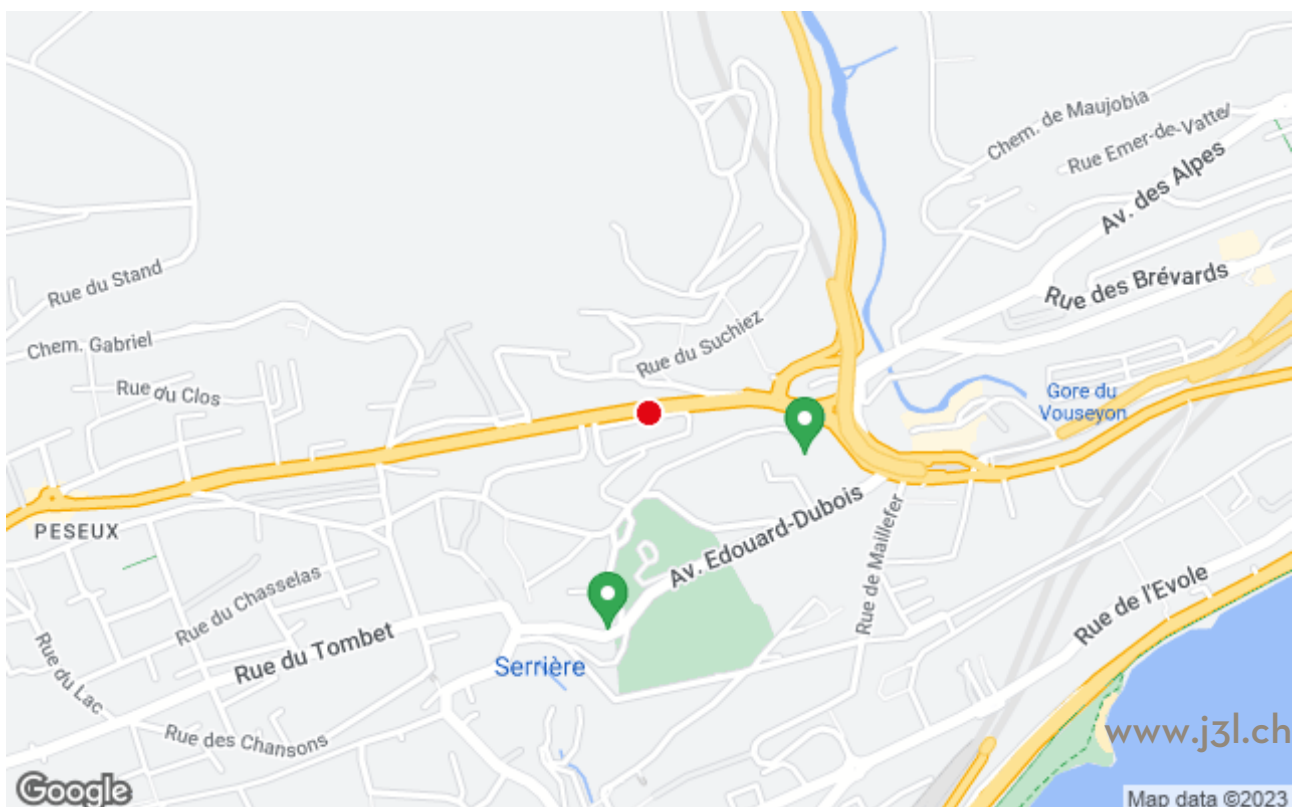 Chem. de Maujobia
Rue Emer-de-Vattel
Av. des Alpes
Rue des Brévards
Rue du Stand
Chem. Gabriel
Rue du Suchiez
Rue du Clos
Gore du
Vouseyon
PESEUX
Av. Edouard-Dubois
Rue de Maillefer
Rue du Chasselas
Rue de l'Evole
Rue du Tombet
Serrière
Rue du Lac
Rue des Chansons
www.j3l.ch
Google
Map data ©2023